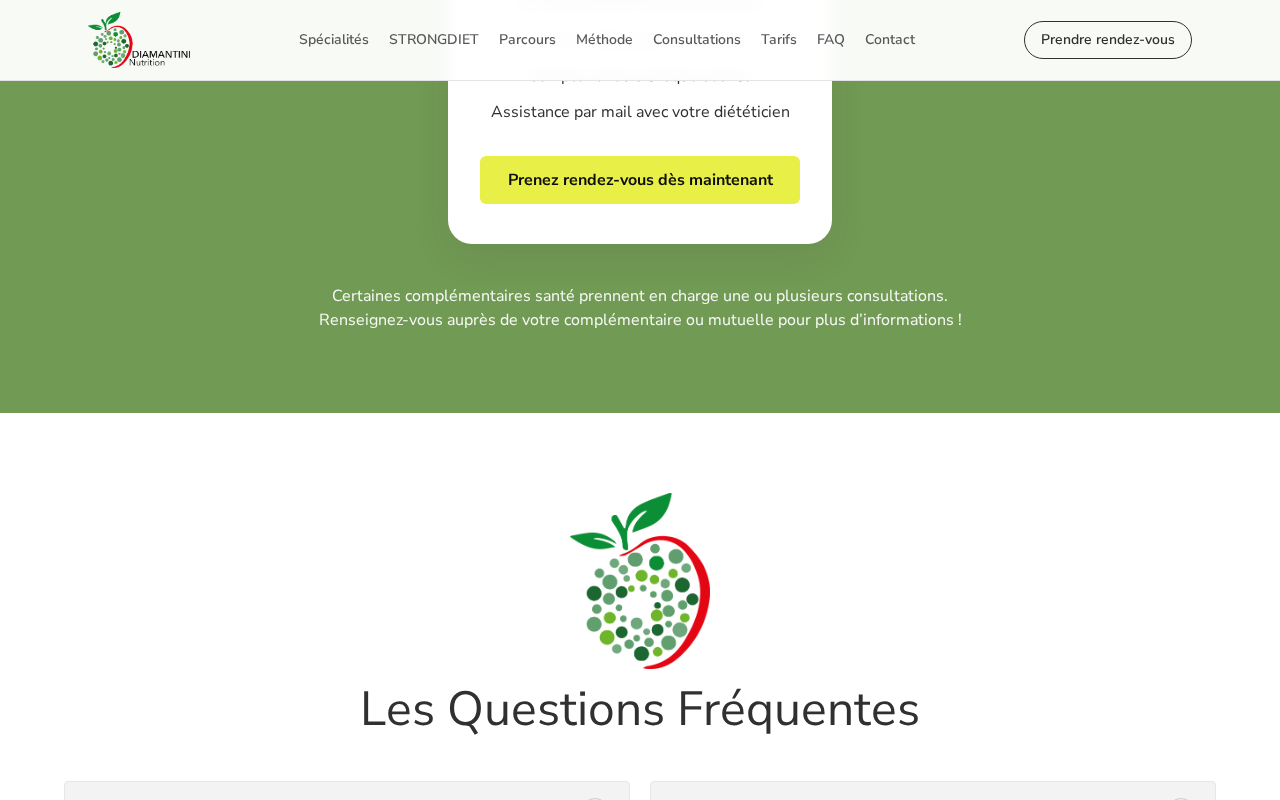 DIAMANTINI
Nutrition
Spécialités
STRONGDIET
Parcours
Méthode
Consultations
Tarifs
FAQ
Contact
Prendre rendez-vous
Assistance par mail avec votre diététicien
Prenez rendez-vous dès maintenant
Certaines complémentaires santé prennent en charge une ou plusieurs consultations.
Renseignez-vous auprès de votre complémentaire ou mutuelle pour plus d'informations !
Les Questions Fréquentes